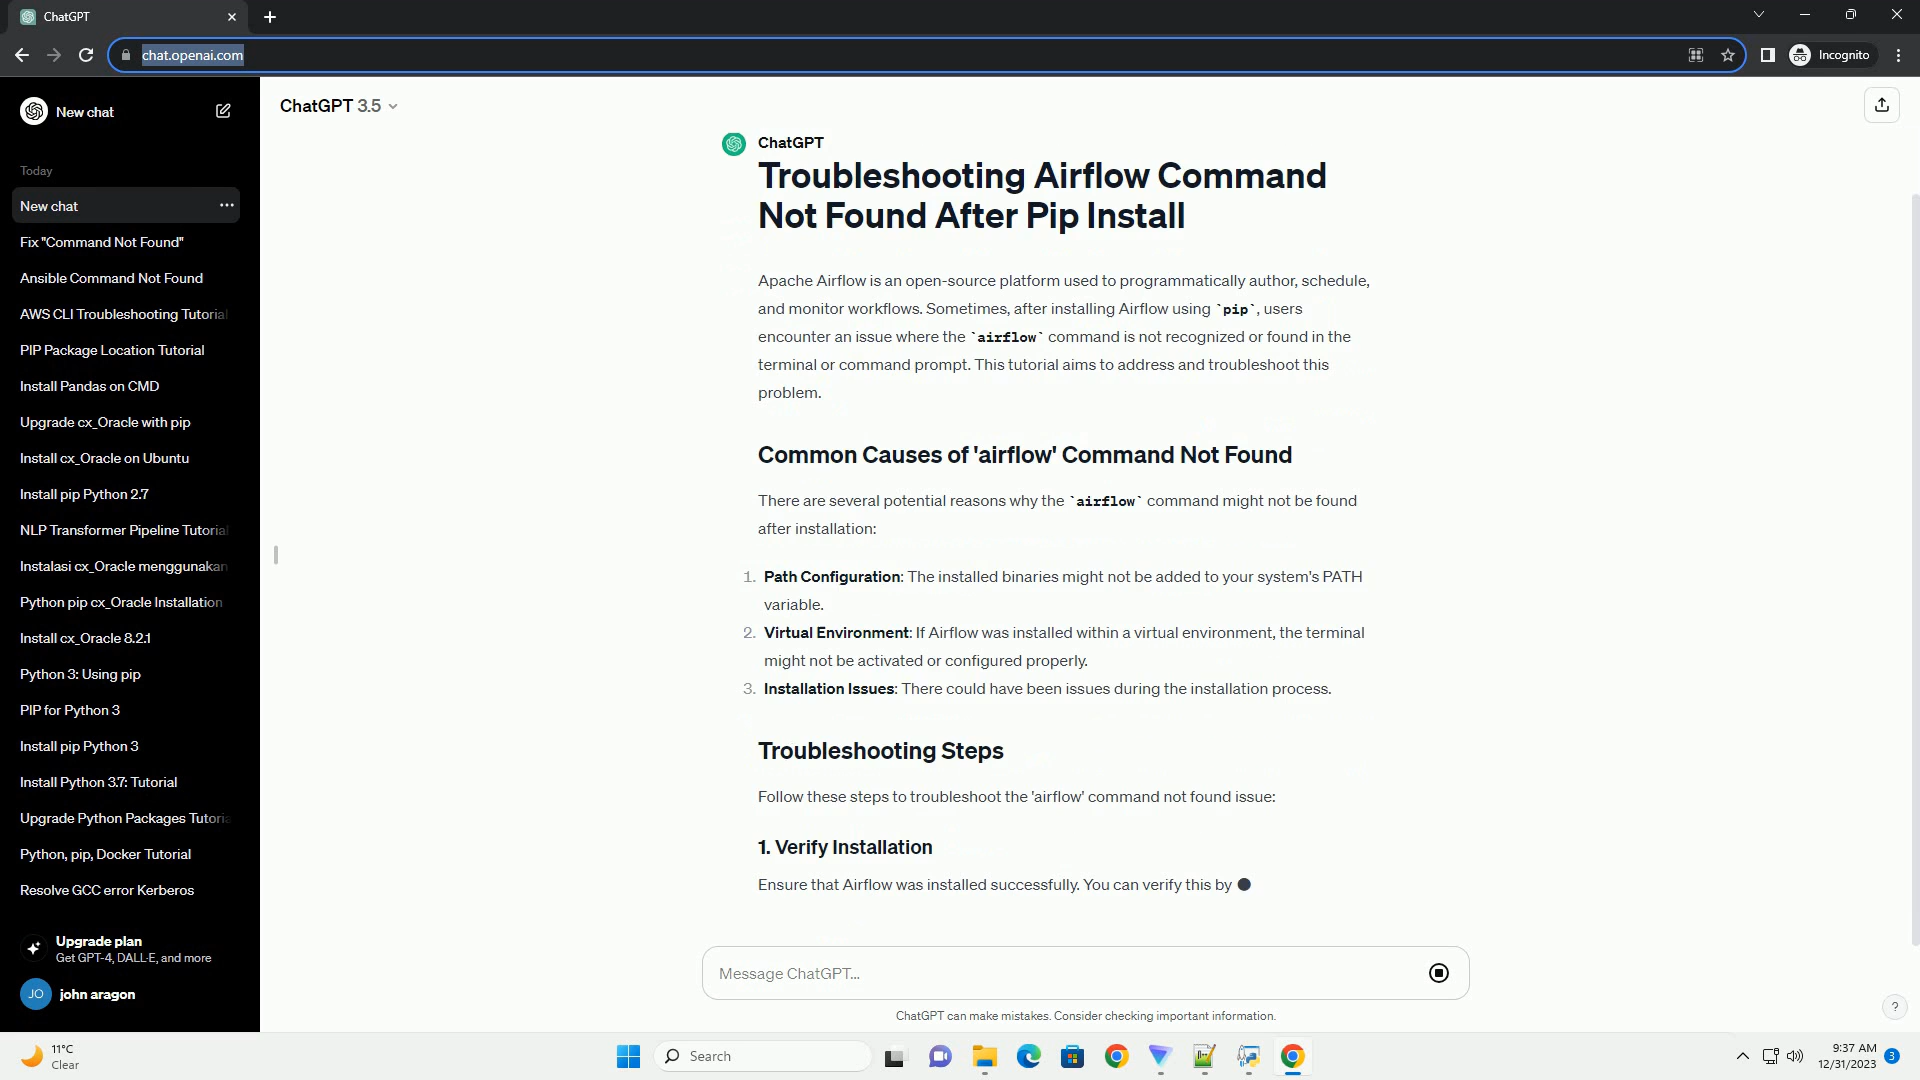 ChatGPT
chat.openai.com
Incognito
New chat
Today
New chat
Fix "Command Not Found"
Ansible Command Not Found
AWS CLI Troubleshooting Tutorial
PIP Package Location Tutorial
Install Pandas on CMD
Upgrade cx_Oracle with pip
Install cx_Oracle on Ubuntu
Install pip Python 2.7
NLP Transformer Pipeline Tutorial
Instalasi cx_Oracle menggunakan
Python pip cx_Oracle Installation
Install cx_Oracle 8.2.1
Python 3: Using pip
PIP for Python 3
Install pip Python 3
Install Python 3.7: Tutorial
Upgrade Python Packages Tutoria
Python, pip, Docker Tutorial
Resolve GCC error Kerberos
Upgrade plan
Get GPT-4, DALL·E, and more
JO
john aragon
ChatGPT 3.5
ChatGPT
Troubleshooting Airflow Command
Not Found After Pip Install
Apache Airflow is an open-source platform used to programmatically author, schedule,
and monitor workflows. Sometimes, after installing Airflow using `pip`, users
encounter an issue where the `airflow` command is not recognized or found in the
terminal or command prompt. This tutorial aims to address and troubleshoot this
problem.
Common Causes of 'airflow' Command Not Found
There are several potential reasons why the `airflow` command might not be found
after installation:
1. Path Configuration: The installed binaries might not be added to your system's PATH
variable.
2. Virtual Environment: If Airflow was installed within a virtual environment, the terminal
might not be activated or configured properly.
3. Installation Issues: There could have been issues during the installation process.
Troubleshooting Steps
Follow these steps to troubleshoot the 'airflow' command not found issue:
1. Verify Installation
Ensure that Airflow was installed successfully. You can verify this by
Message ChatGPT...
ChatGPT can make mistakes. Consider checking important information.
?
11°C
Clear
Search
9:37 AM
12/31/2023
3